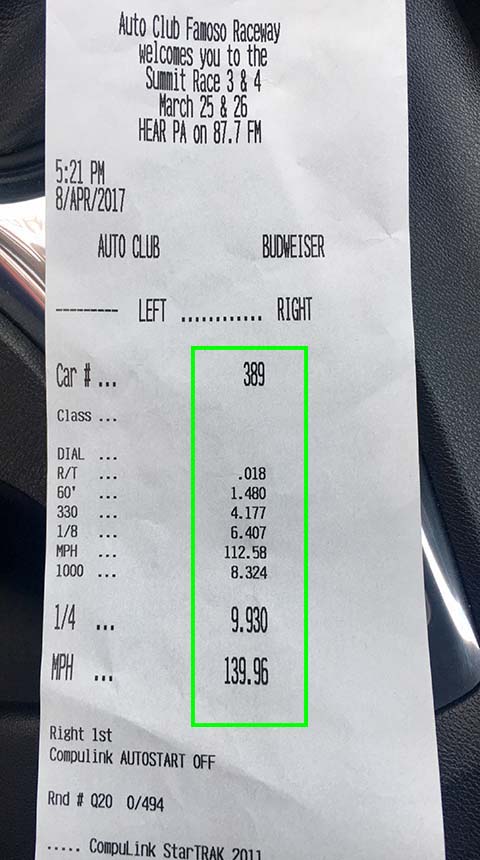 Auto Club Famoso Raceway
welcomes you to the
Summit Race 3 & 4
March 25 & 26
HEAR PA on 87.7 FM
5:21 PM
8/APR/2017
AUTO CLUB BUDWEISER
--------- LEFT ............ RIGHT
Car # ... 389
Class ...
DIAL ...
R/T ... .018
60' ... 1.480
330 ... 4.177
1/8 ... 6.407
MPH ... 112.58
1000 ... 8.324
1/4 ... 9.930
MPH ... 139.96
Right 1st
Compulink AUTOSTART OFF
Rnd # Q20 0/494
..... CompuLink StarTRAK 2011